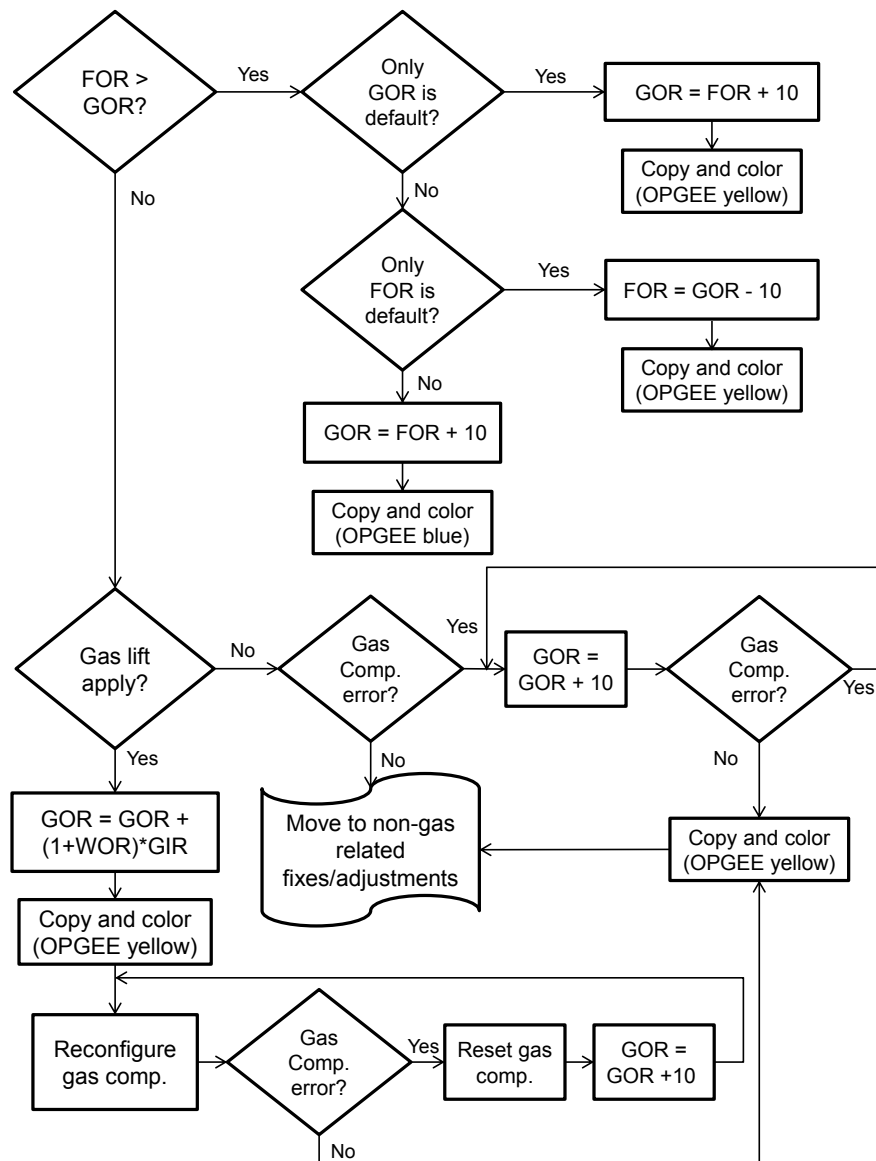 FOR >
GOR?
Yes
Only
GOR is
default?
Yes
GOR = FOR + 10
Copy and color
(OPGEE yellow)
No
No
Only
FOR is
default?
Yes
FOR = GOR - 10
Copy and color
(OPGEE yellow)
No
GOR = FOR + 10
Copy and color
(OPGEE blue)
Gas lift
apply?
No
Gas
Comp.
error?
Yes
GOR =
GOR + 10
Gas
Comp.
error?
Yes
Yes
No
No
GOR = GOR +
(1+WOR)*GIR
Move to non-gas
related
fixes/adjustments
Copy and color
(OPGEE yellow)
Copy and color
(OPGEE yellow)
Reconfigure
gas comp.
Gas
Comp.
error?
Yes
Reset gas
comp.
GOR =
GOR +10
No